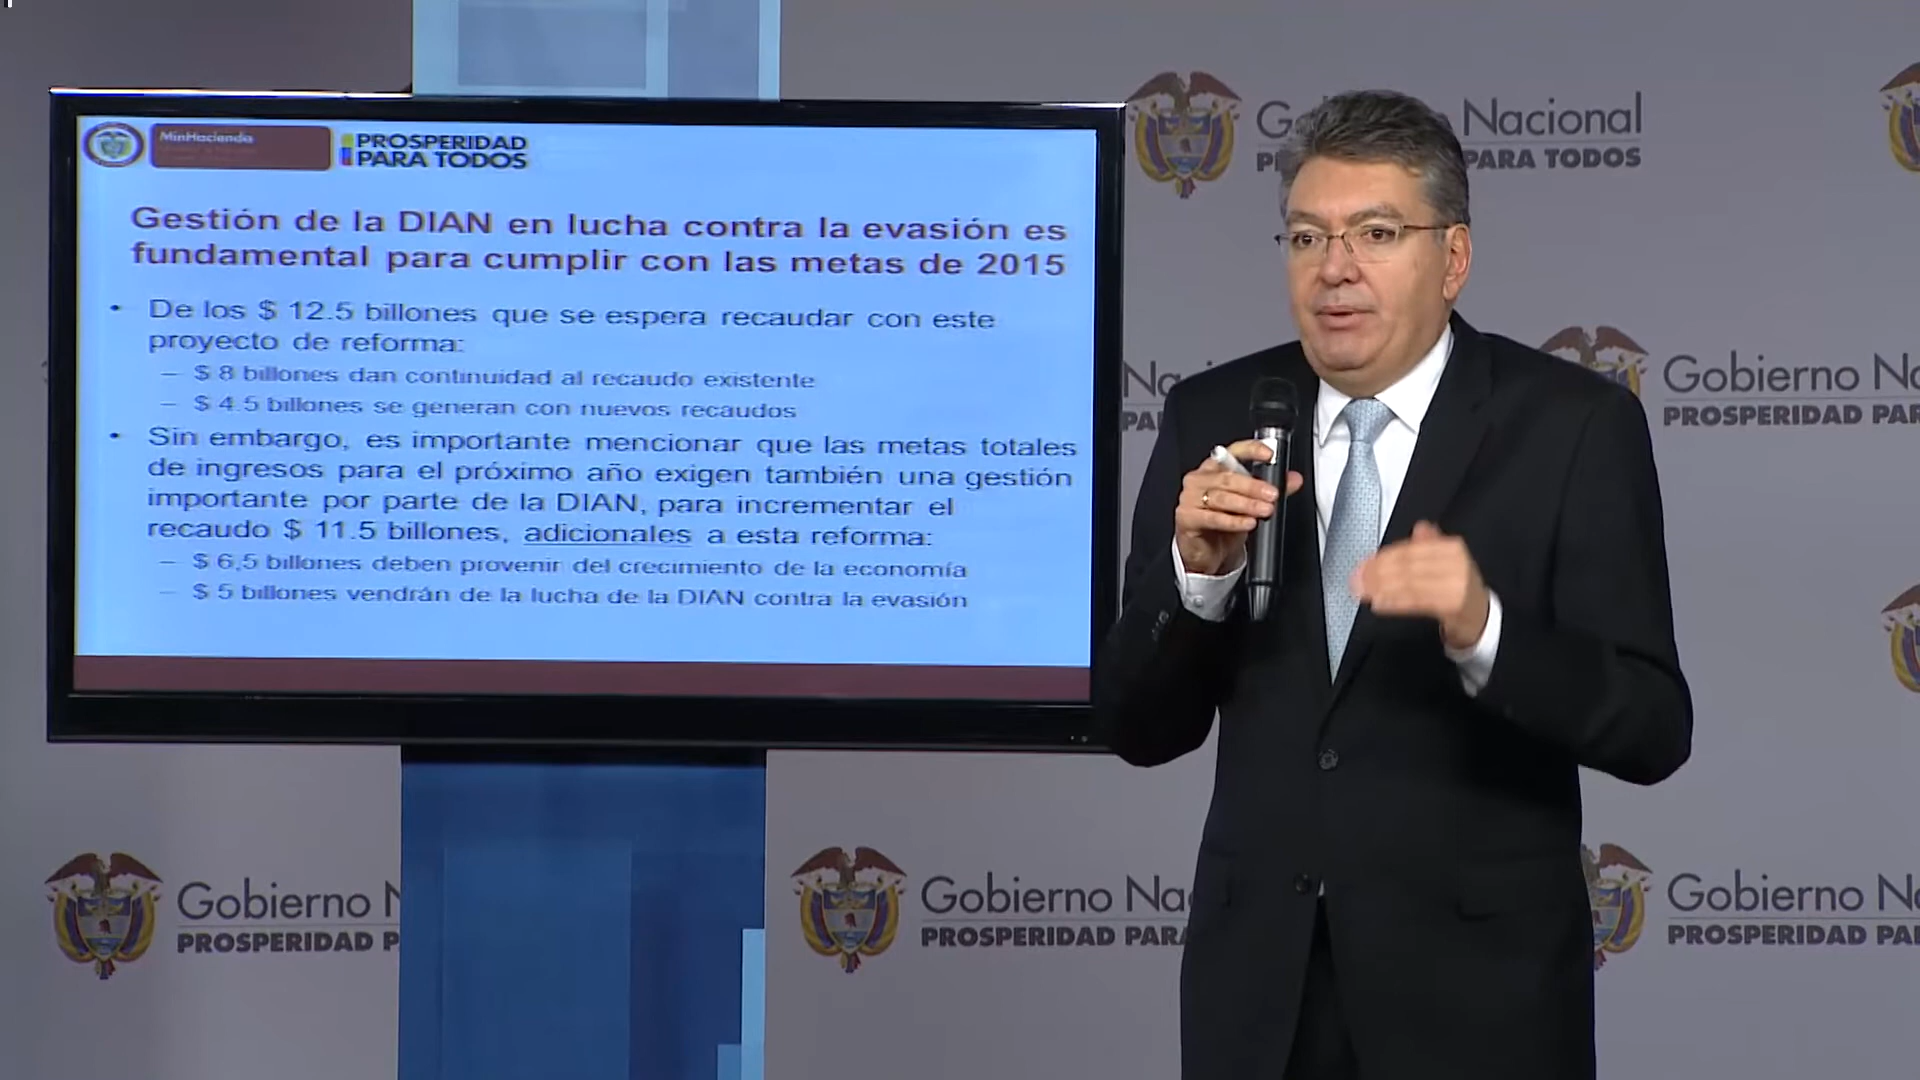 MinHacienda
PROSPERIDAD
PARA TODOS
Gestión de la DIAN en lucha contra la evasión es
fundamental para cumplir con las metas de 2015
• De los $ 12.5 billones que se espera recaudar con este
proyecto de reforma:
– $ 8 billones dan continuidad al recaudo existente
– $ 4.5 billones se generan con nuevos recaudos
• Sin embargo, es importante mencionar que las metas totales
de ingresos para el próximo año exigen también una gestión
importante por parte de la DIAN, para incrementar el
recaudo $ 11.5 billones, adicionales a esta reforma:
– $ 6,5 billones deben provenir del crecimiento de la economía
– $ 5 billones vendrán de la lucha de la DIAN contra la evasión
Nacional
PARA TODOS
Gobierno
PROSPERIDAD PAR
Gobierno N
PROSPERIDAD P
Gobierno Na
PROSPERIDAD PARA
Gobierno Na
PROSPERIDAD PA